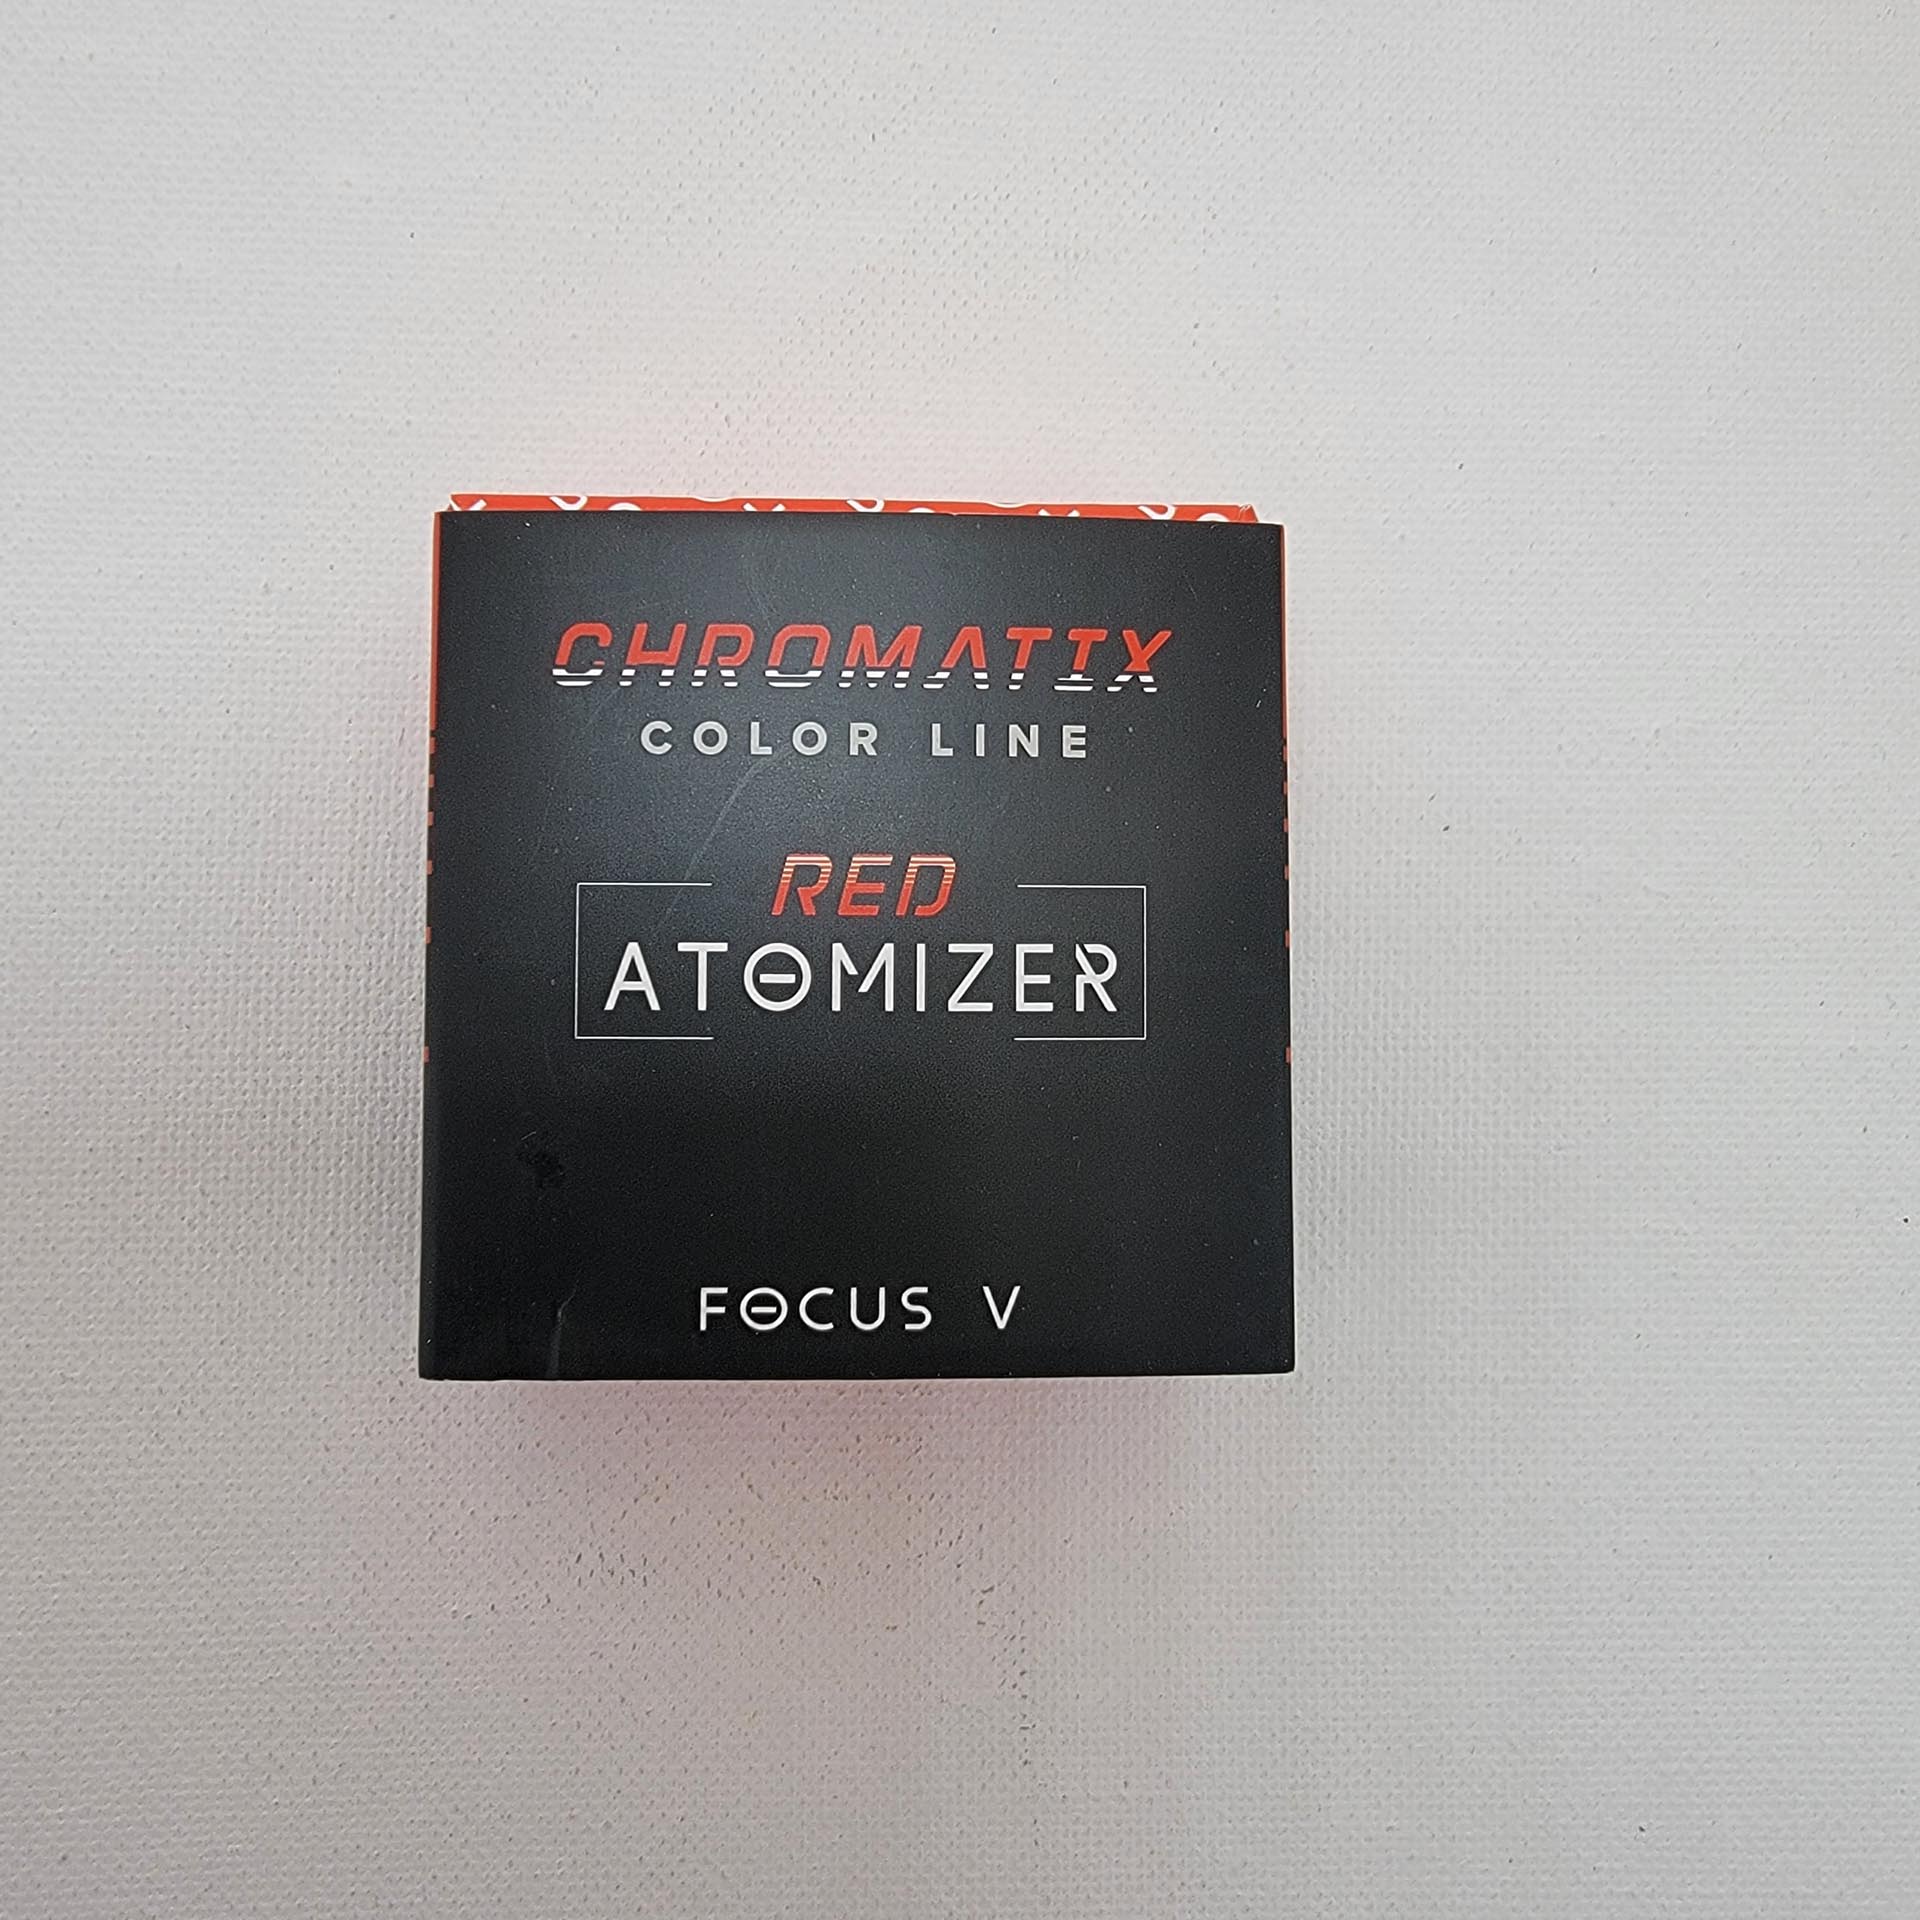 CHROMATIX
COLOR LINE
RED
ATOMIZER
FOCUS V